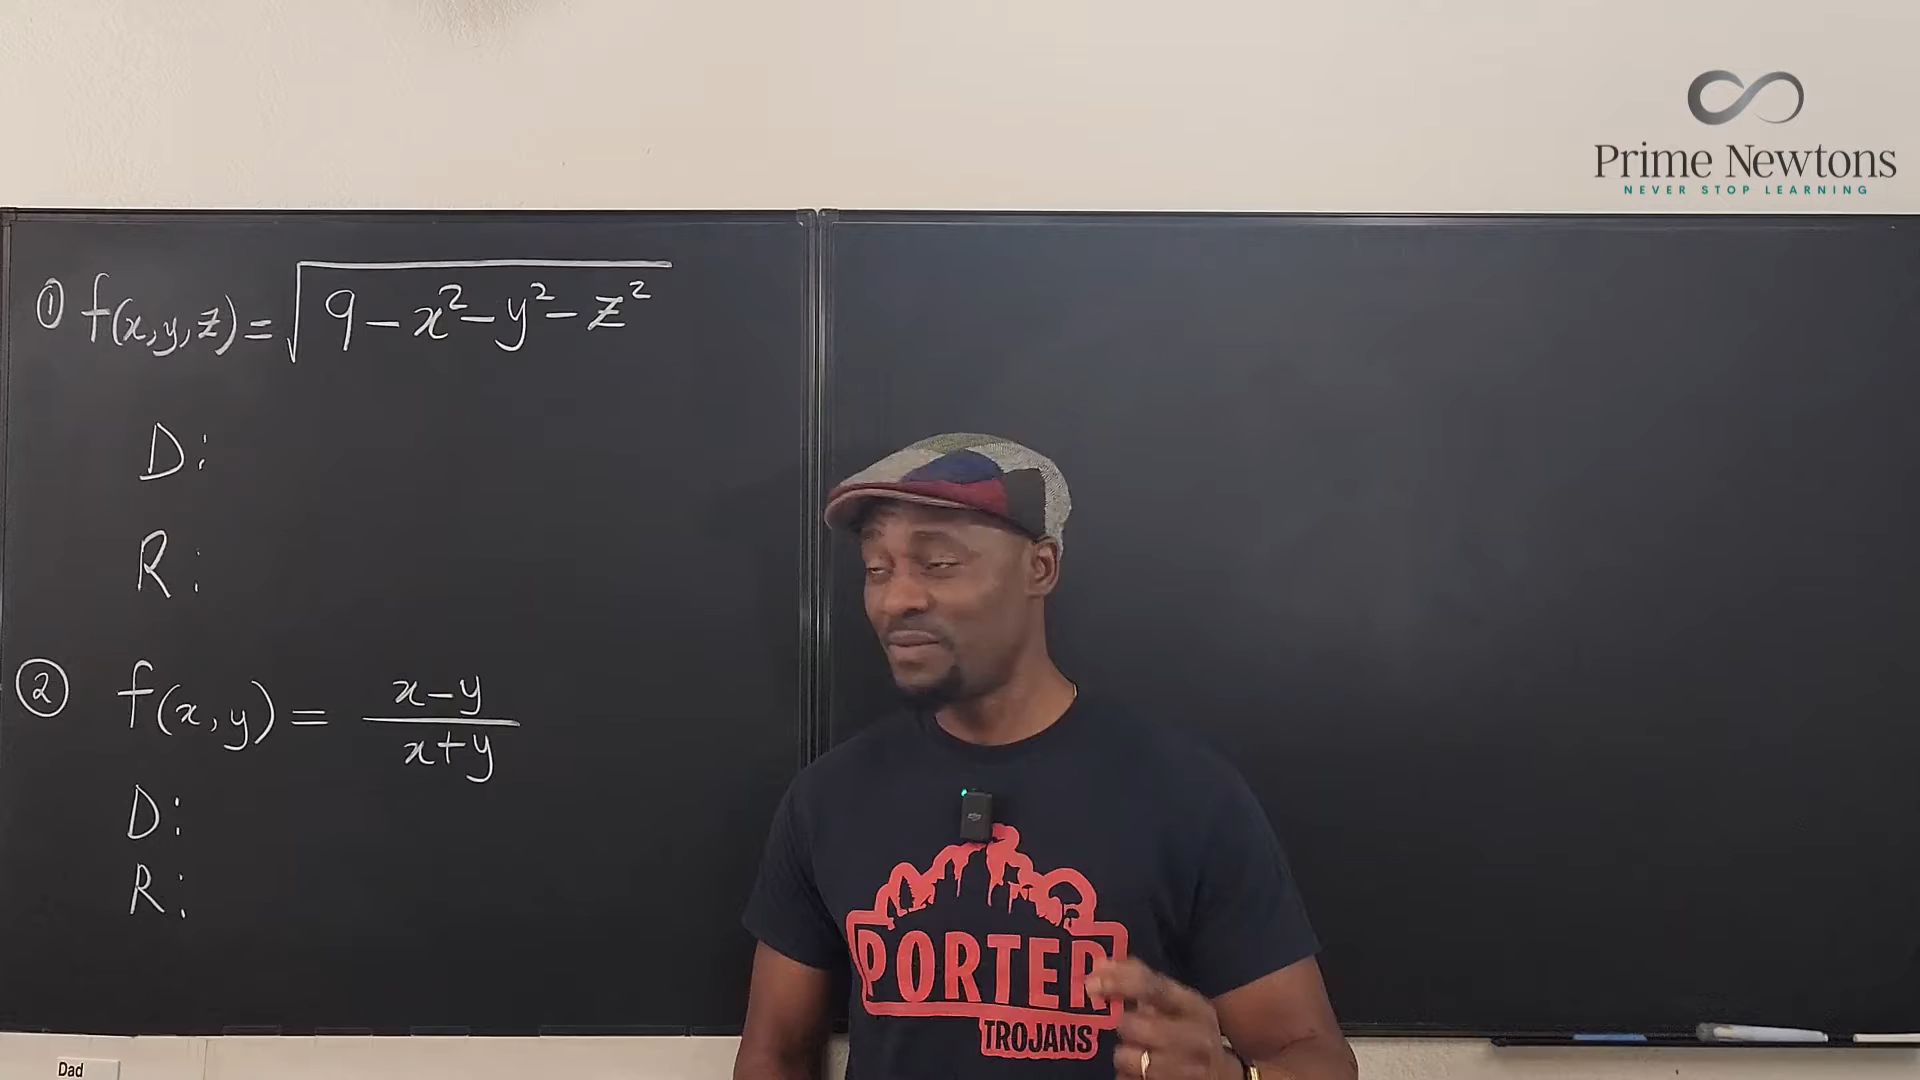 Prime Newtons
NEVER STOP LEARNING
① f(x,y,z) = √(9-x²-y²-z²)
D:
R:
② f(x,y) = (x-y)/(x+y)
D:
R:
PORTER
TROJANS
Dad